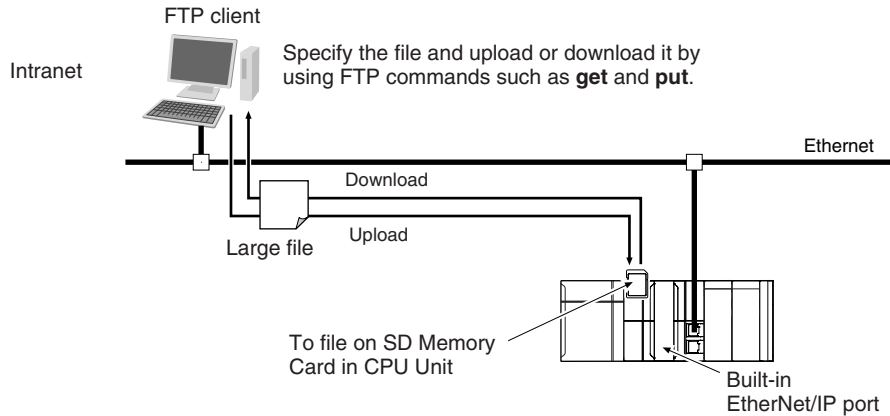 FTP client
Intranet
Specify the file and upload or download it by
using FTP commands such as get and put.
Ethernet
Download
Upload
Large file
To file on SD Memory
Card in CPU Unit
Built-in
EtherNet/IP port